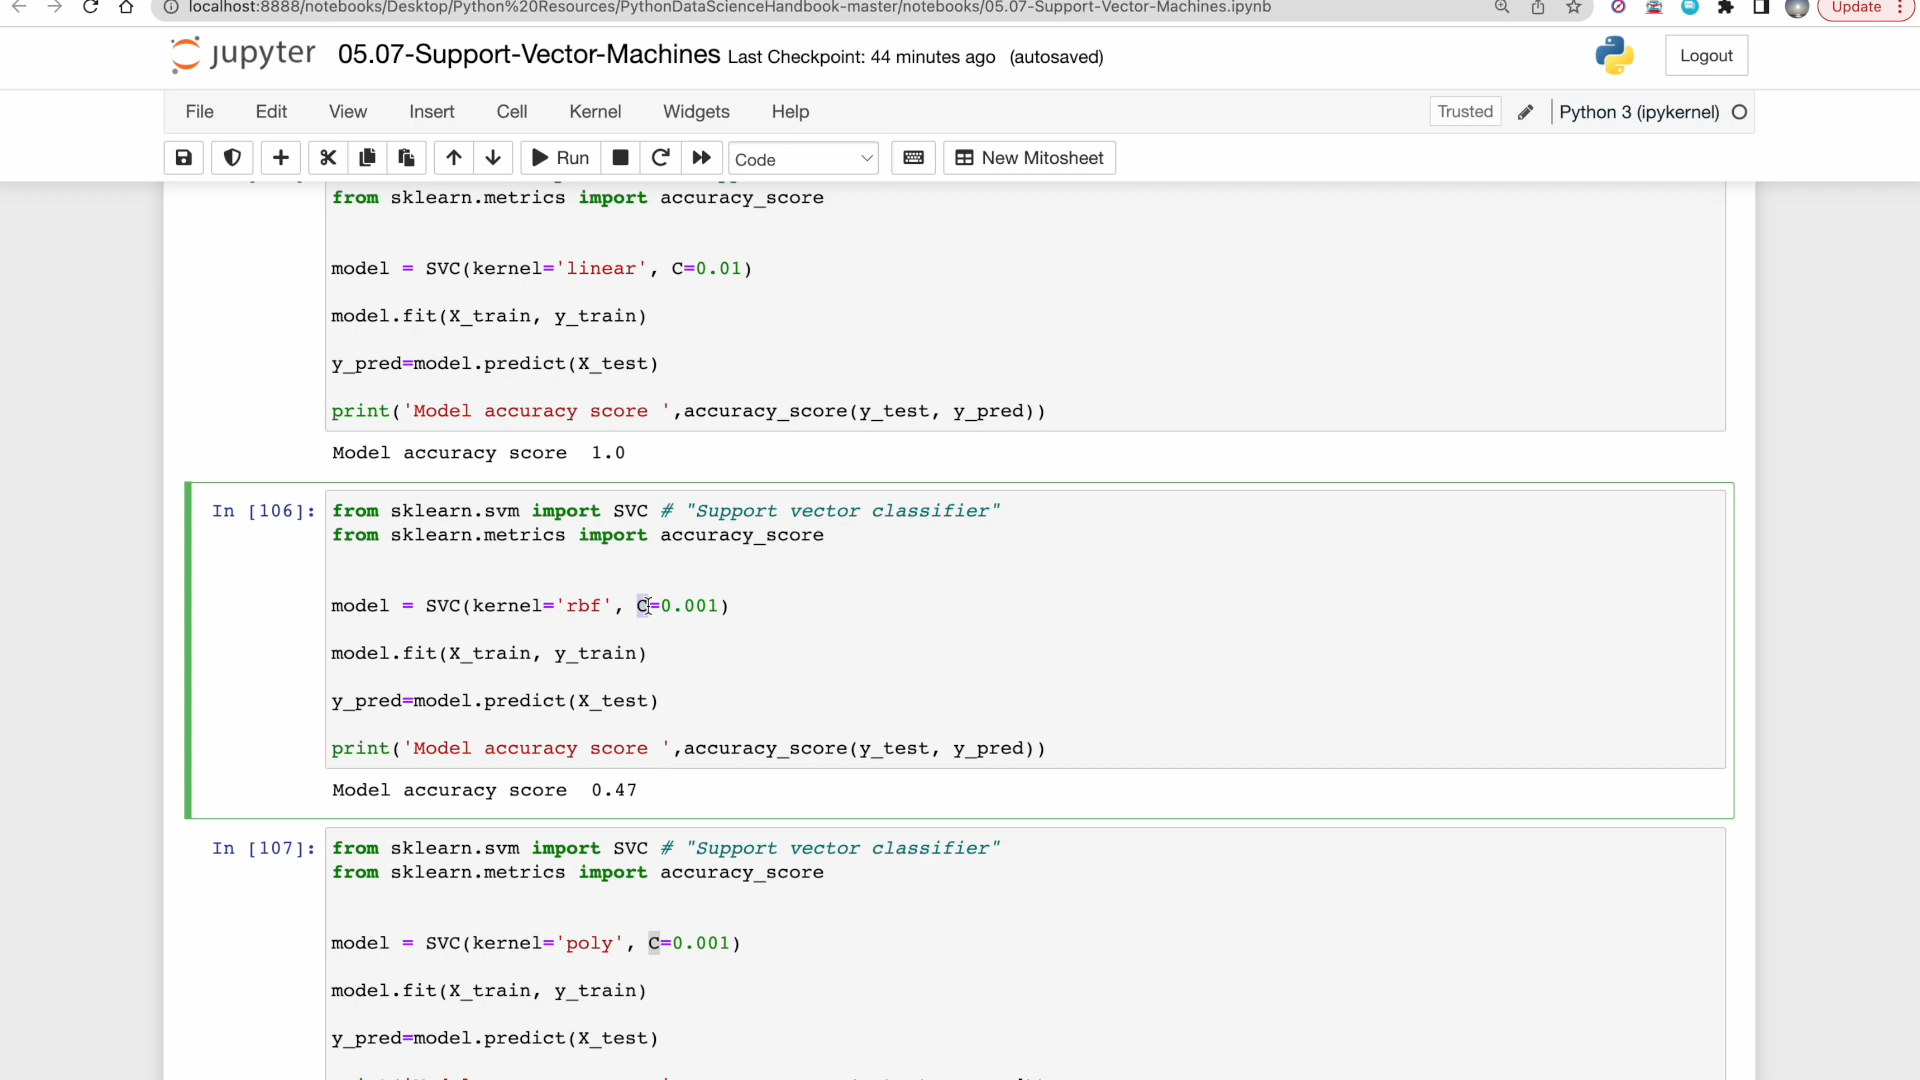 localhost:8888/notebooks/Desktop/Python%20Resources/PythonDataScienceHandbook-master/notebooks/05.07-Support-Vector-Machines.ipynb
Update
jupyter 05.07-Support-Vector-Machines Last Checkpoint: 44 minutes ago (autosaved)
Logout
File Edit View Insert Cell Kernel Widgets Help
Trusted
Python 3 (ipykernel)
Run
Code
New Mitosheet
from sklearn.metrics import accuracy_score
model = SVC(kernel='linear', C=0.01)
model.fit(X_train, y_train)
y_pred=model.predict(X_test)
print('Model accuracy score ',accuracy_score(y_test, y_pred))
Model accuracy score  1.0
In [106]: from sklearn.svm import SVC # "Support vector classifier"
from sklearn.metrics import accuracy_score
model = SVC(kernel='rbf', C=0.001)
model.fit(X_train, y_train)
y_pred=model.predict(X_test)
print('Model accuracy score ',accuracy_score(y_test, y_pred))
Model accuracy score  0.47
In [107]: from sklearn.svm import SVC # "Support vector classifier"
from sklearn.metrics import accuracy_score
model = SVC(kernel='poly', C=0.001)
model.fit(X_train, y_train)
y_pred=model.predict(X_test)